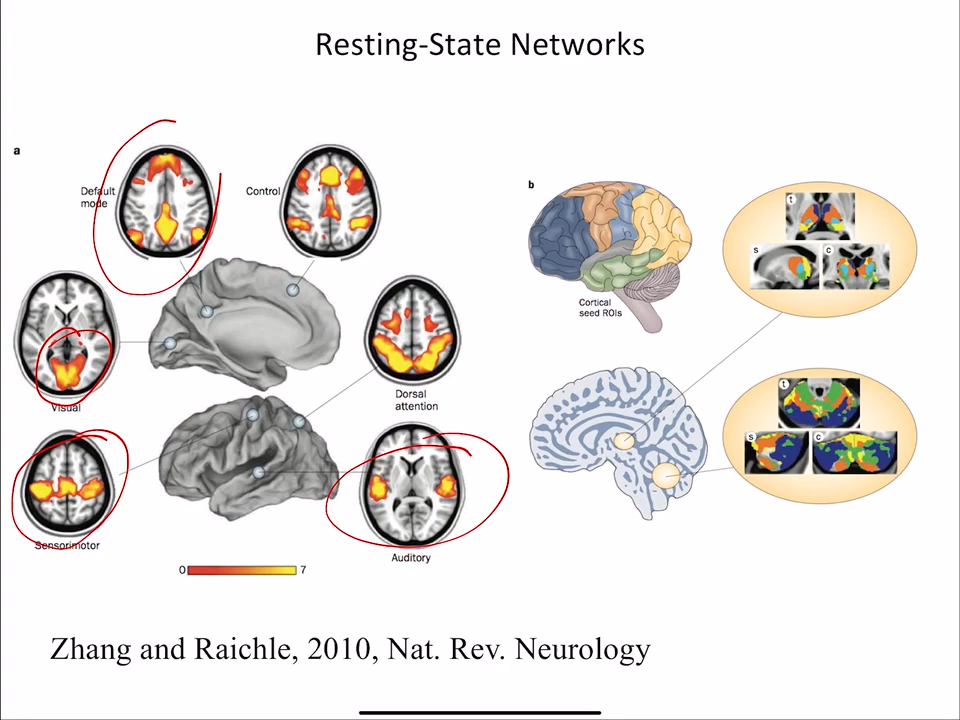 Resting-State Networks
a
Default
mode
Control
b
t
s
c
Cortical
seed ROIs
Visual
Dorsal
attention
t
s
c
Sensorimotor
Auditory
0
7
Zhang and Raichle, 2010, Nat. Rev. Neurology